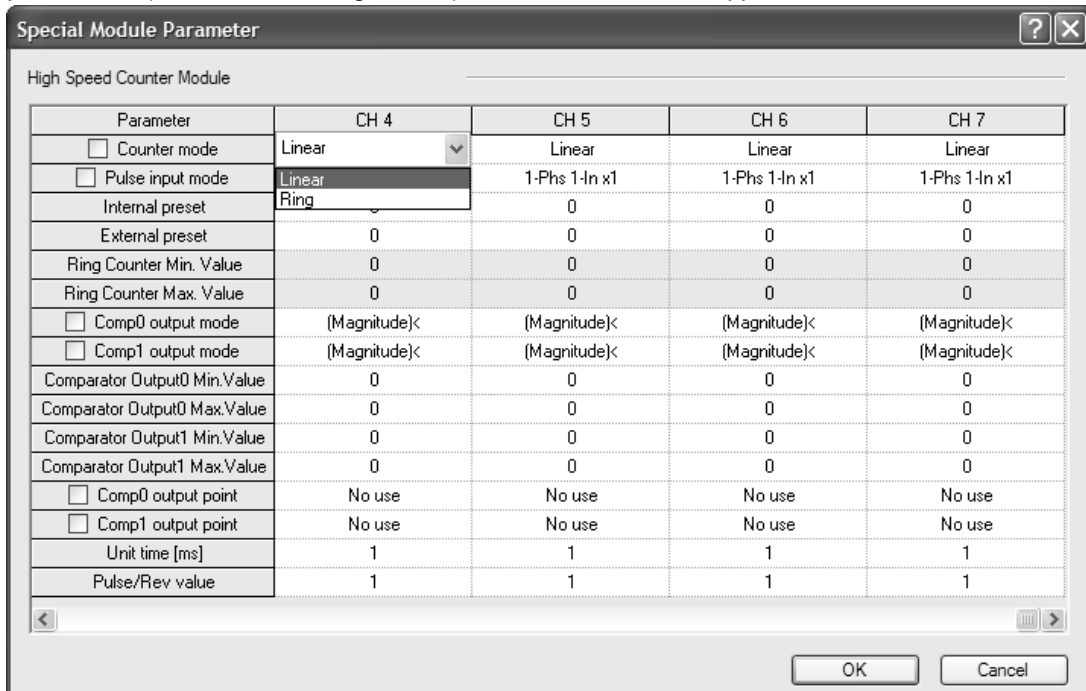 Special Module Parameter
High Speed Counter Module
Parameter CH 4 CH 5 CH 6 CH 7
Counter mode Linear Linear Linear Linear
Pulse input mode Linear 1-Phs 1-In x1 1-Phs 1-In x1 1-Phs 1-In x1
Ring
Internal preset 0 0 0
External preset 0 0 0 0
Ring Counter Min. Value 0 0 0 0
Ring Counter Max. Value 0 0 0 0
Comp0 output mode (Magnitude)< (Magnitude)< (Magnitude)< (Magnitude)<
Comp1 output mode (Magnitude)< (Magnitude)< (Magnitude)< (Magnitude)<
Comparator Output0 Min.Value 0 0 0 0
Comparator Output0 Max.Value 0 0 0 0
Comparator Output1 Min.Value 0 0 0 0
Comparator Output1 Max.Value 0 0 0 0
Comp0 output point No use No use No use No use
Comp1 output point No use No use No use No use
Unit time [ms] 1 1 1 1
Pulse/Rev value 1 1 1 1
OK Cancel